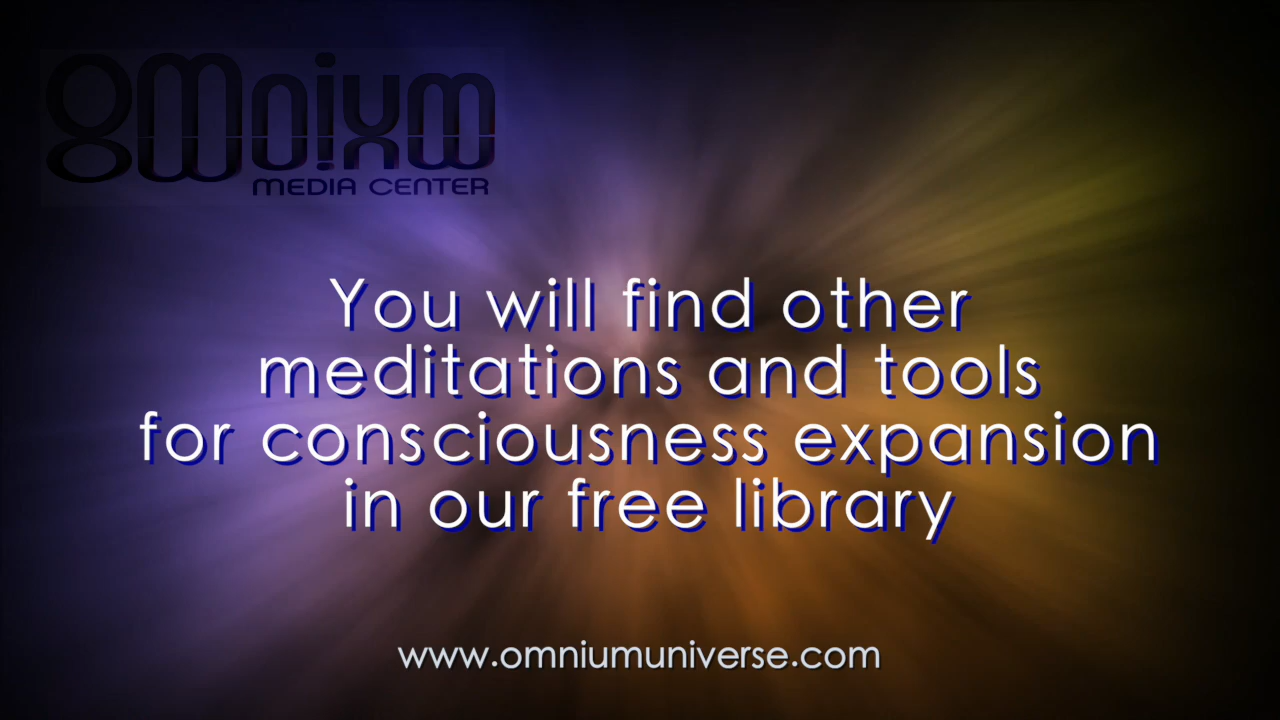 Omnium
MEDIA CENTER
You will find other
meditations and tools
for consciousness expansion
in our free library
www.omniumuniverse.com